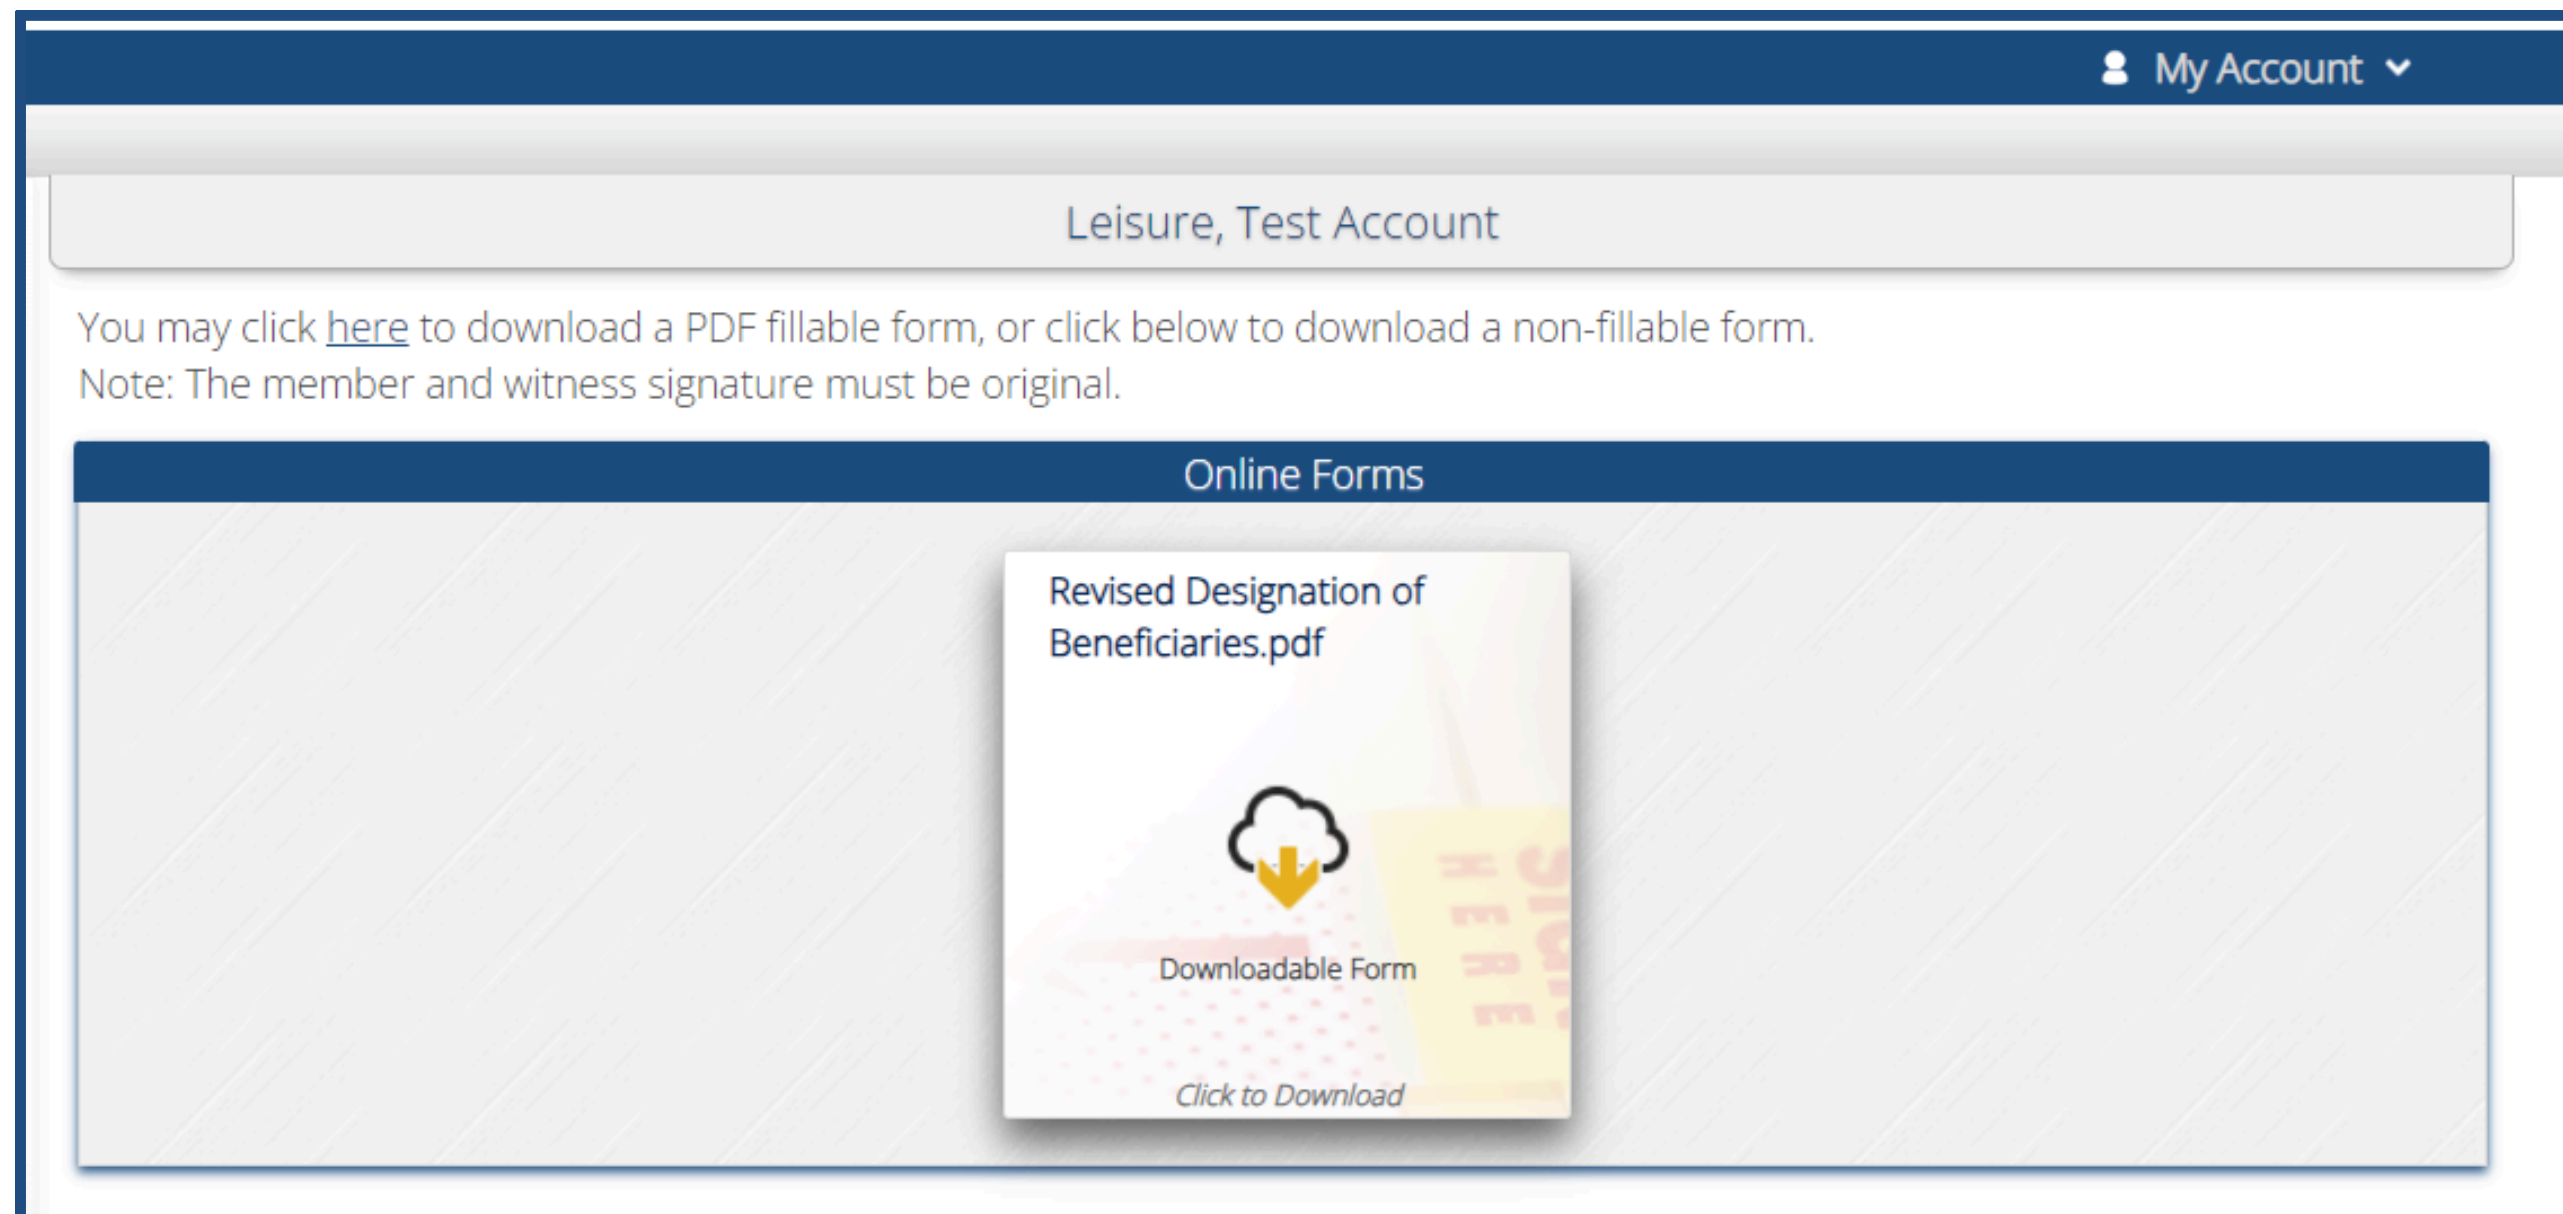 My Account
Leisure, Test Account
You may click here to download a PDF fillable form, or click below to download a non-fillable form.
Note: The member and witness signature must be original.
Online Forms
Revised Designation of
Beneficiaries.pdf
HERE
Downloadable Form
Click to Download